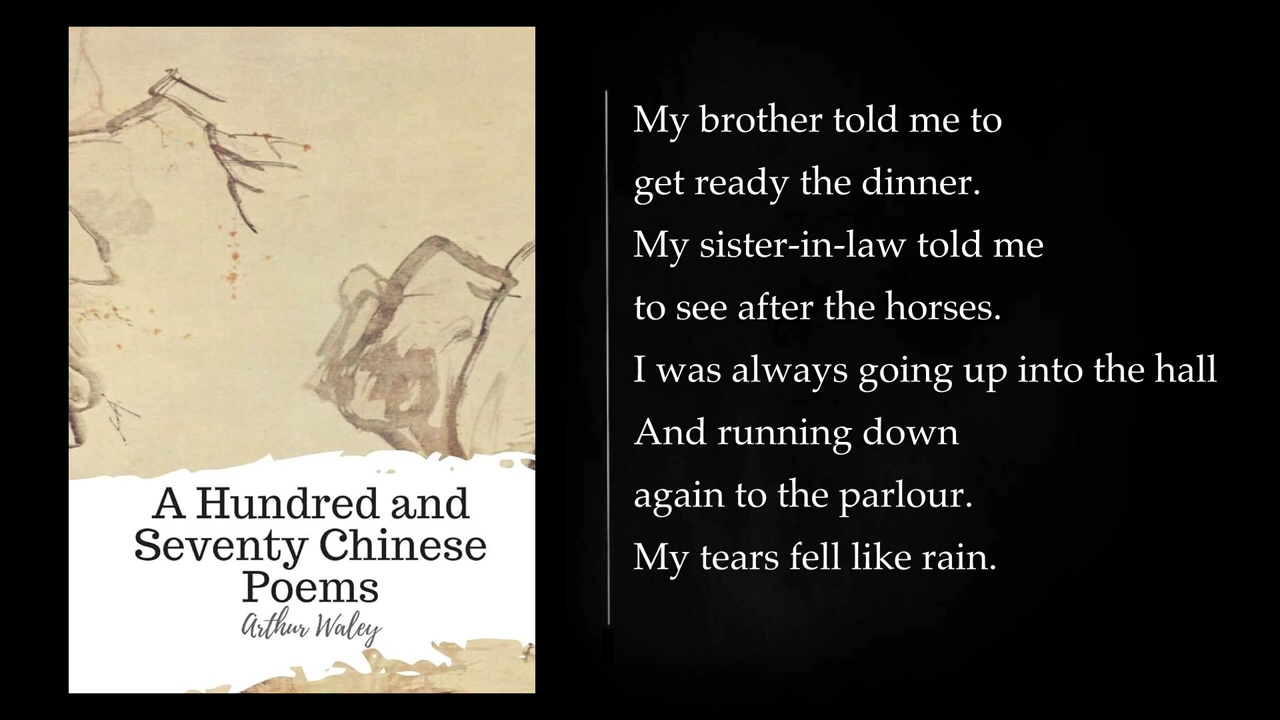 A Hundred and
Seventy Chinese
Poems
Arthur Waley
My brother told me to
get ready the dinner.
My sister-in-law told me
to see after the horses.
I was always going up into the hall
And running down
again to the parlour.
My tears fell like rain.